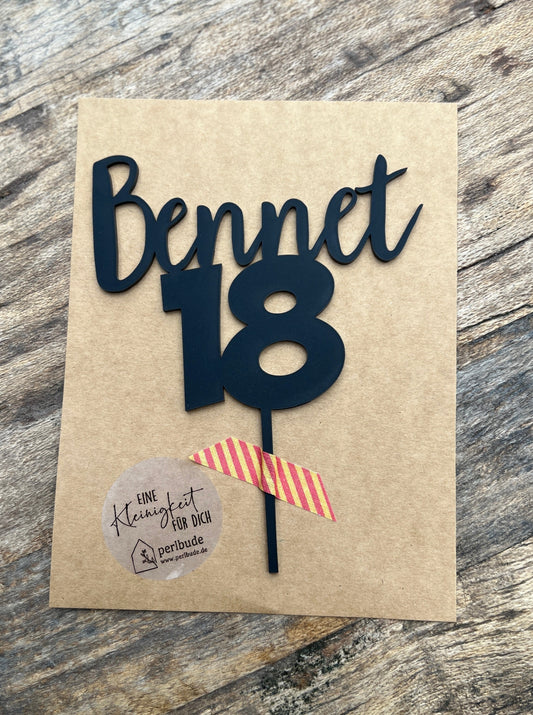 Bennet
18
EINE
Kleinigkeit
FÜR DICH
perlbude
www.perlbude.de